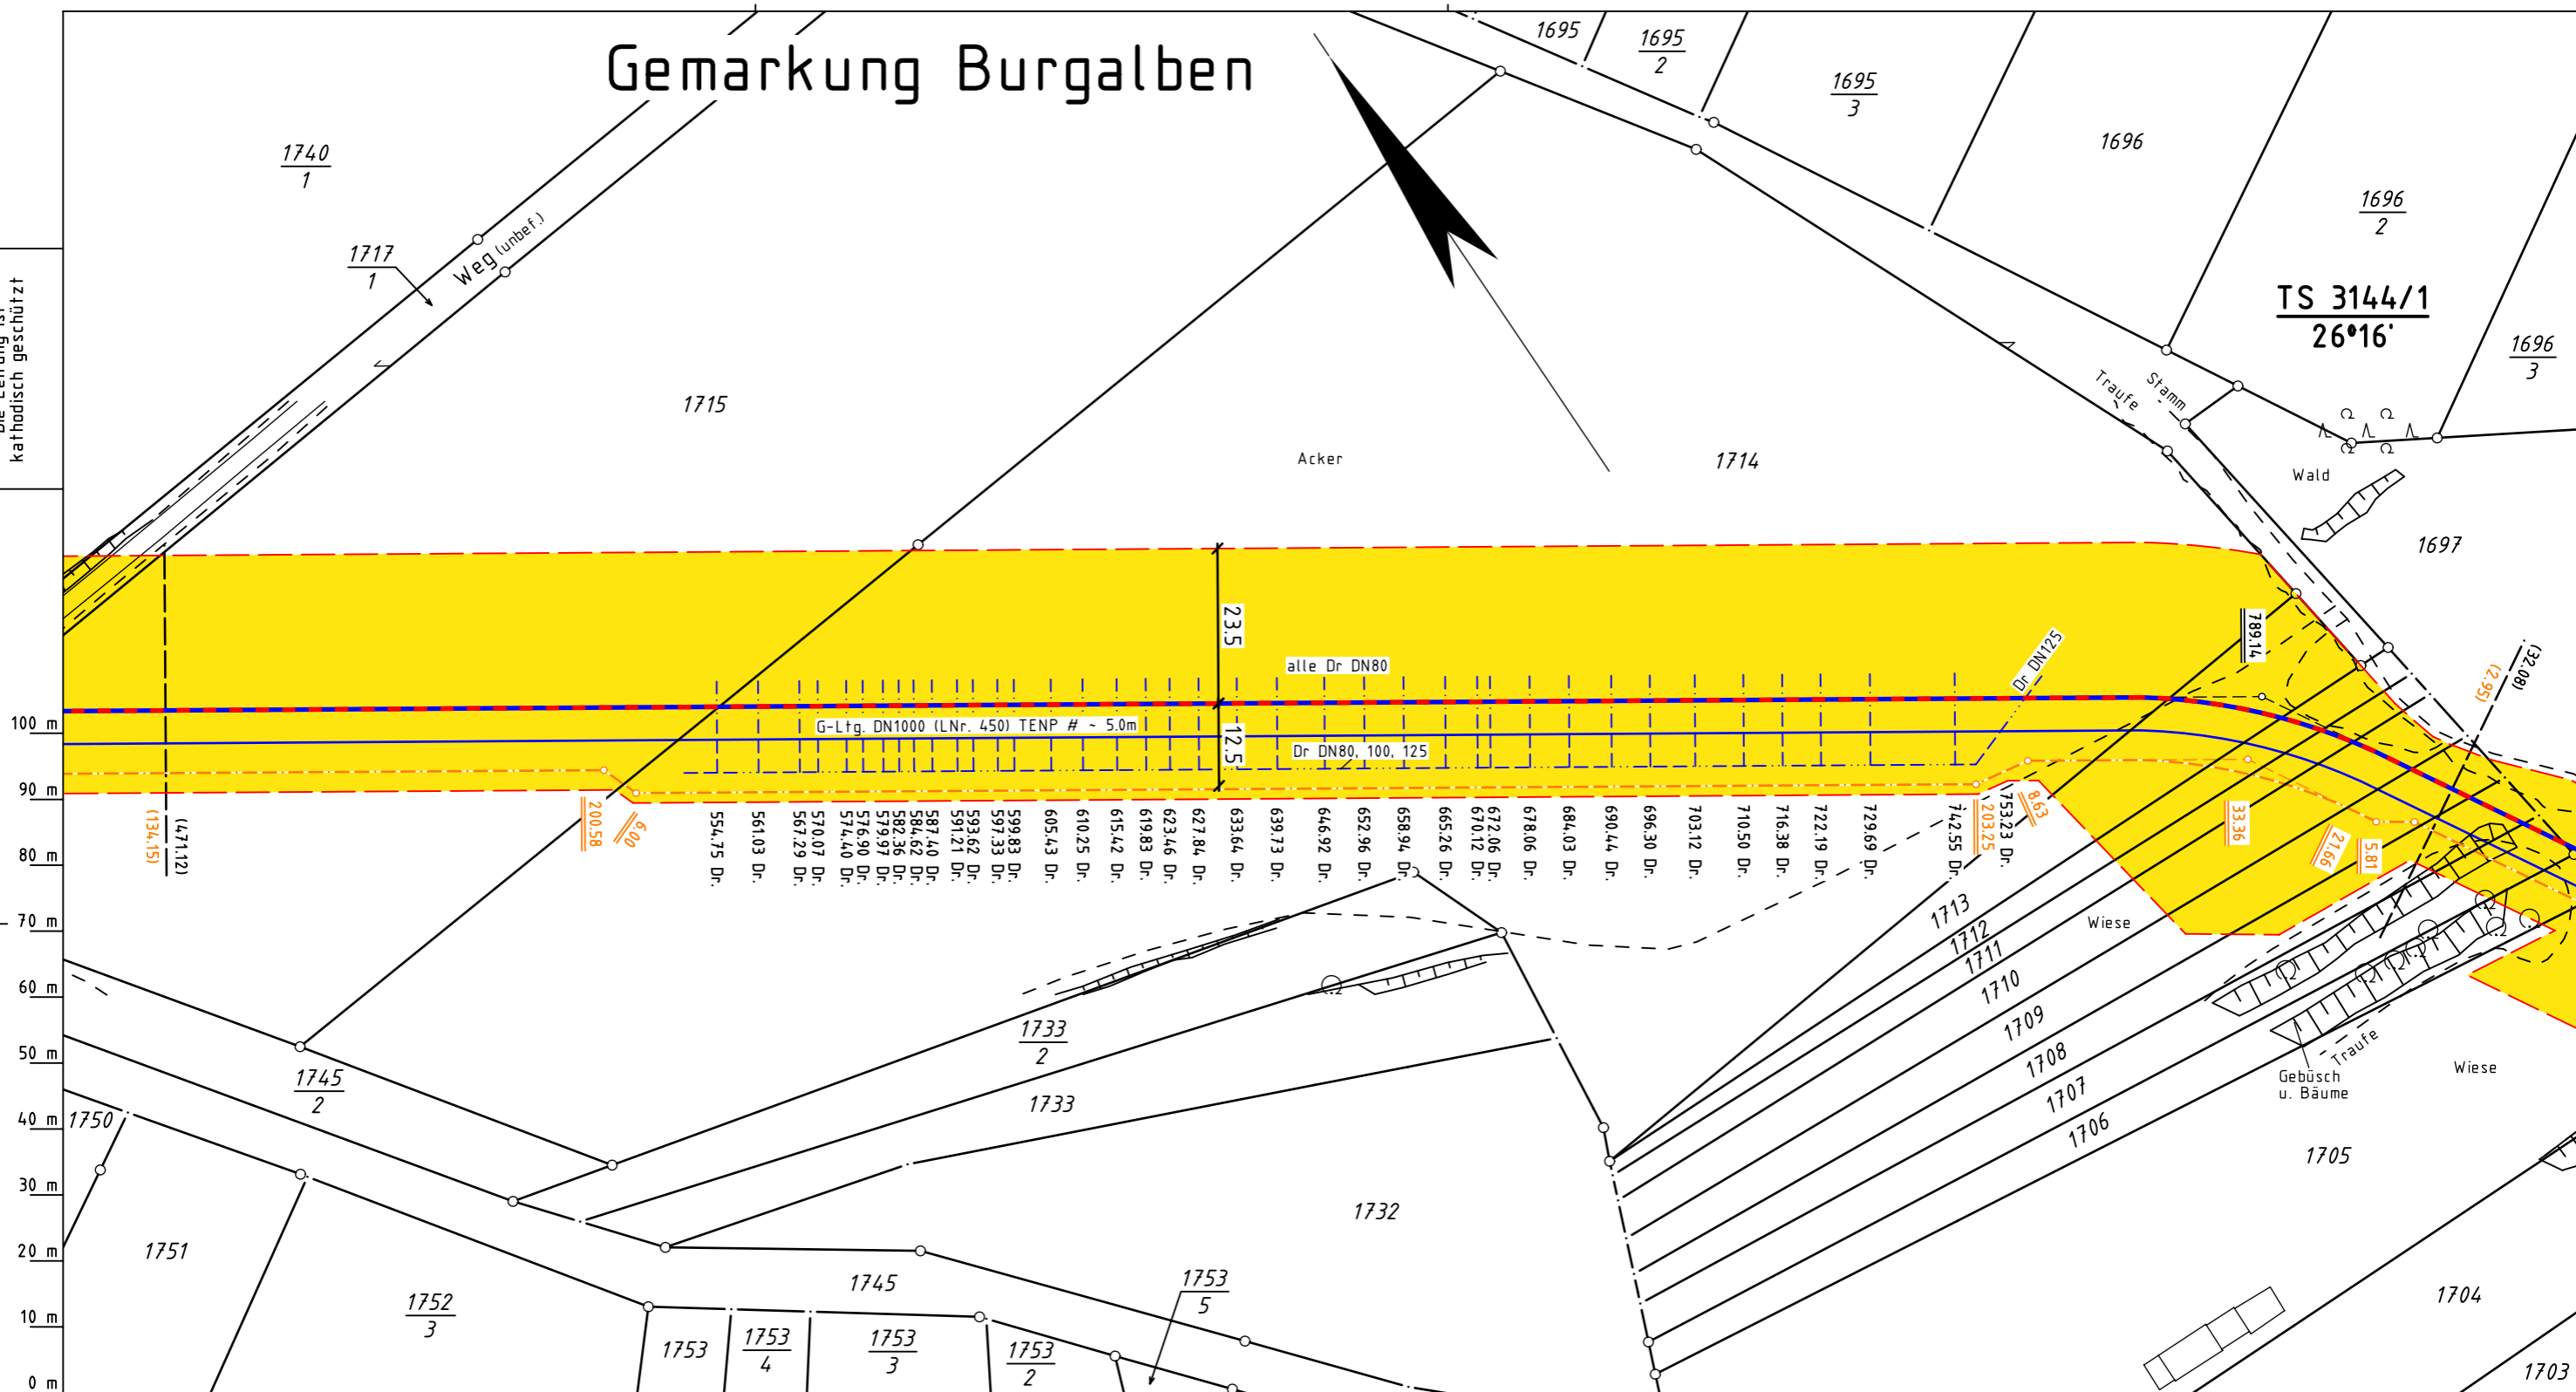 Gemarkung Burgalben
1695
1695
2
1695
3
1696
1696
2
1740
1
1717
1
Weg (unbef.)
TS 3144/1
26°16'
1696
3
kathodisch geschützt
1715
Acker
1714
Traufe
Stamm
Wald
1697
23.5
alle Dr DN80
Dr DN125
789.14
(2.95)
(32.08)
G-Ltg. DN1000 (LNr. 450) TENP # ~ 5.0m
12.5
Dr DN80, 100, 125
100 m
90 m
80 m
70 m
60 m
50 m
40 m
30 m
20 m
10 m
0 m
(134.15)
(471.12)
200.58
6.00
554.75 Dr.
561.03 Dr.
567.29 Dr.
570.07 Dr.
574.40 Dr.
576.90 Dr.
579.97 Dr.
582.36 Dr.
584.62 Dr.
587.40 Dr.
591.21 Dr.
593.62 Dr.
597.33 Dr.
599.83 Dr.
605.43 Dr.
610.25 Dr.
615.42 Dr.
619.83 Dr.
623.46 Dr.
627.84 Dr.
633.64 Dr.
639.73 Dr.
646.92 Dr.
652.96 Dr.
658.94 Dr.
665.26 Dr.
670.12 Dr.
672.06 Dr.
678.06 Dr.
684.03 Dr.
690.44 Dr.
696.30 Dr.
703.12 Dr.
710.50 Dr.
716.38 Dr.
722.19 Dr.
729.69 Dr.
742.55 Dr.
203.25
753.23 Dr.
8.63
33.36
21.66
5.81
1713
1712
1711
1710
1709
1708
1707
1706
Wiese
Traufe
Gebüsch
u. Bäume
Wiese
1705
1704
1703
1733
2
1733
1732
1745
2
1750
1751
1752
3
1745
1753
5
1753
1753
4
1753
3
1753
2